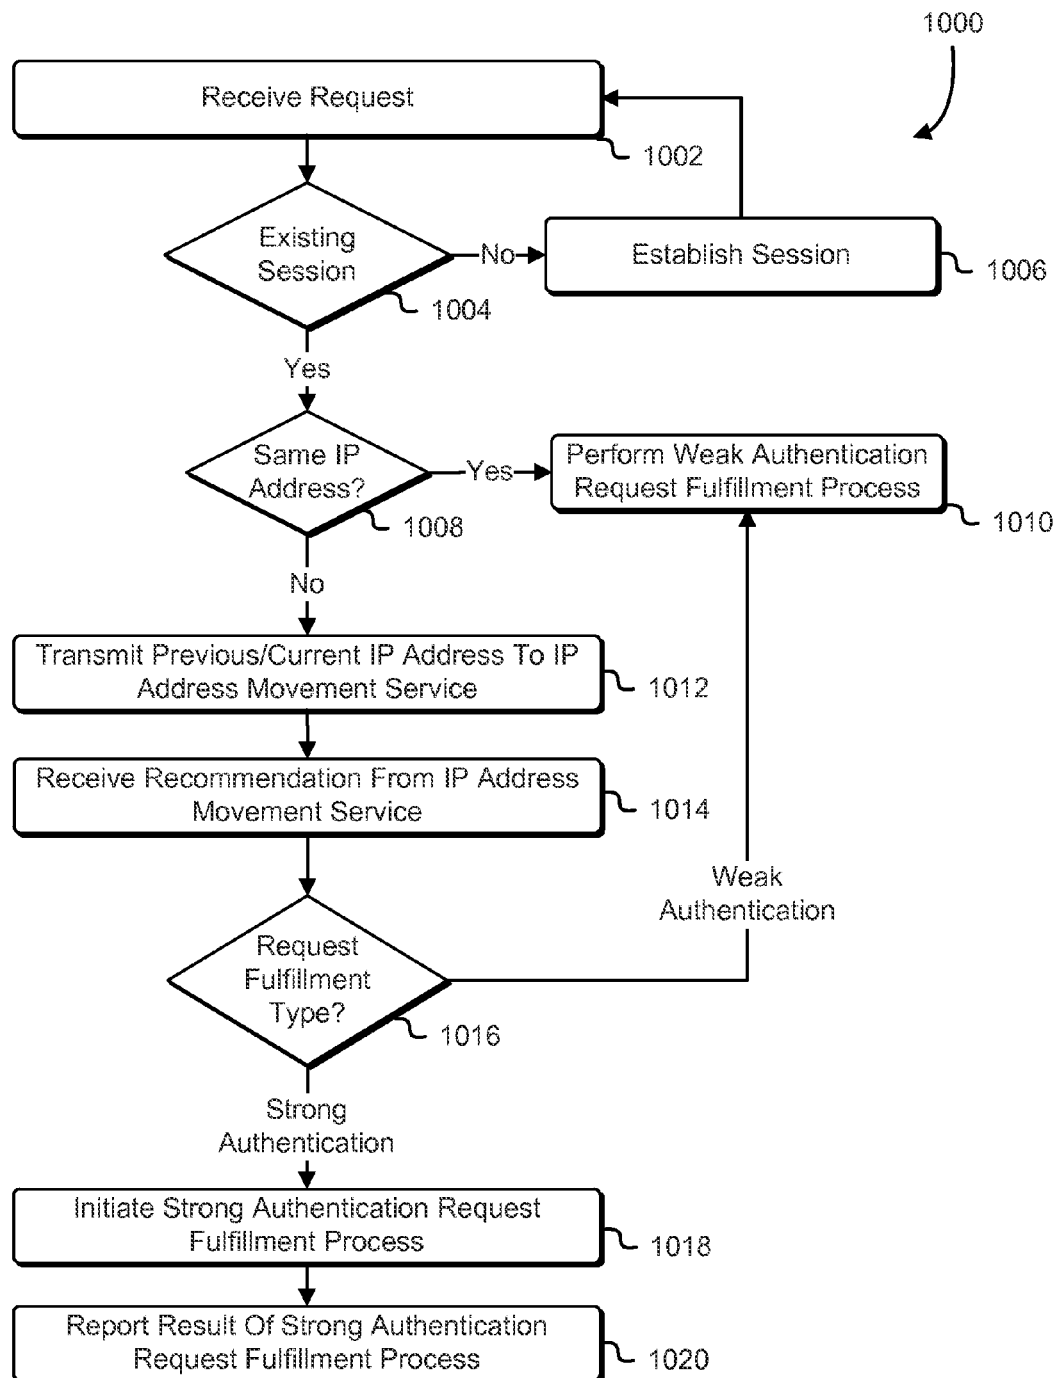 1000
Receive Request
1002
Existing
Session
No
Establish Session
1006
1004
Yes
Same IP
Address?
Yes
Perform Weak Authentication
Request Fulfillment Process
1008
1010
No
Transmit Previous/Current IP Address To IP
Address Movement Service
1012
Receive Recommendation From IP Address
Movement Service
1014
Weak
Authentication
Request
Fulfillment
Type?
1016
Strong
Authentication
Initiate Strong Authentication Request
Fulfillment Process
1018
Report Result Of Strong Authentication
Request Fulfillment Process
1020